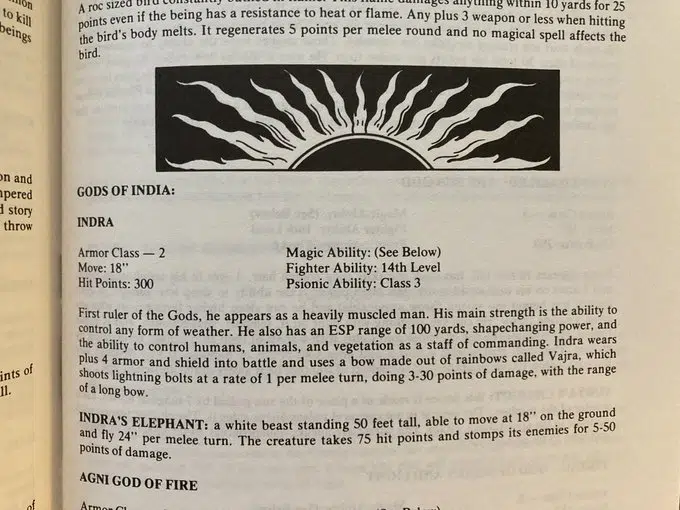 A roc sized bird constantly
within 10 yards for 25
points even if the being has a resistance to heat or flame. Any plus 3 weapon or less when hitting
the bird's body melts. It regenerates 5 points per melee round and no magical spell affects the
bird.
to kill
beings
on and
story
throw
ll.
of
GODS OF INDIA:
INDRA
Armor Class — 2 Magic Ability: (See Below)
Move: 18" Fighter Ability: 14th Level
Hit Points: 300 Psionic Ability: Class 3
First ruler of the Gods, he appears as a heavily muscled man. His main strength is the ability to
control any form of weather. He also has an ESP range of 100 yards, shapechanging power, and
the ability to control humans, animals, and vegetation as a staff of commanding. Indra wears
plus 4 armor and shield into battle and uses a bow made out of rainbows called Vajra, which
shoots lightning bolts at a rate of 1 per melee turn, doing 3-30 points of damage, with the range
of a long bow.
INDRA'S ELEPHANT: a white beast standing 50 feet tall, able to move at 18" on the ground
and fly 24" per melee turn. The creature takes 75 hit points and stomps its enemies for 5-50
points of damage.
AGNI GOD OF FIRE